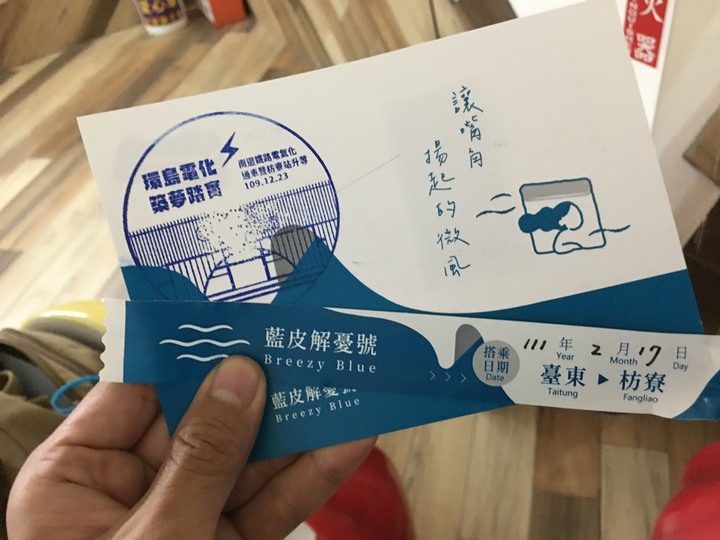 讓嘴角
揚起的微風
環島電化
築夢踏實
南迴鐵路電氣化
通車暨枋寮站升等
109.12.23
藍皮解憂號
Breezy Blue
藍皮解憂號
Breezy Blue
搭乘
日期
Date
111 年 2 月 17 日
Year Month Day
臺東 ▶ 枋寮
Taitung Fangliao
火
器